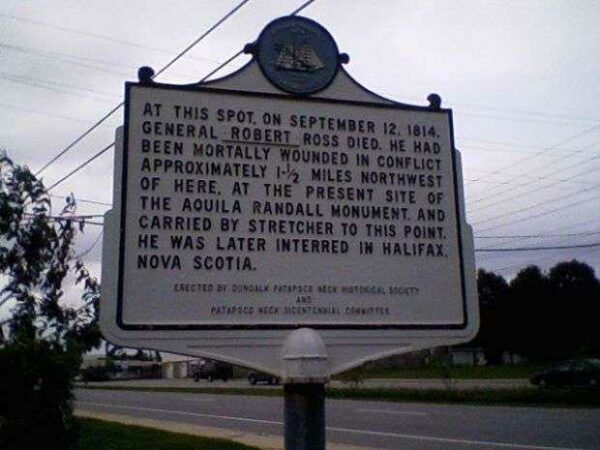 AT THIS SPOT, ON SEPTEMBER 12, 1814,
GENERAL ROBERT ROSS DIED. HE HAD
BEEN MORTALLY WOUNDED IN CONFLICT
APPROXIMATELY 1-½ MILES NORTHWEST
OF HERE, AT THE PRESENT SITE OF
THE AQUILA RANDALL MONUMENT, AND
CARRIED BY STRETCHER TO THIS POINT.
HE WAS LATER INTERRED IN HALIFAX,
NOVA SCOTIA.
ERECTED BY DUNDALK PATAPSCO NECK HISTORICAL SOCIETY
AND
PATAPSCO NECK BICENTENNIAL COMMITTEE